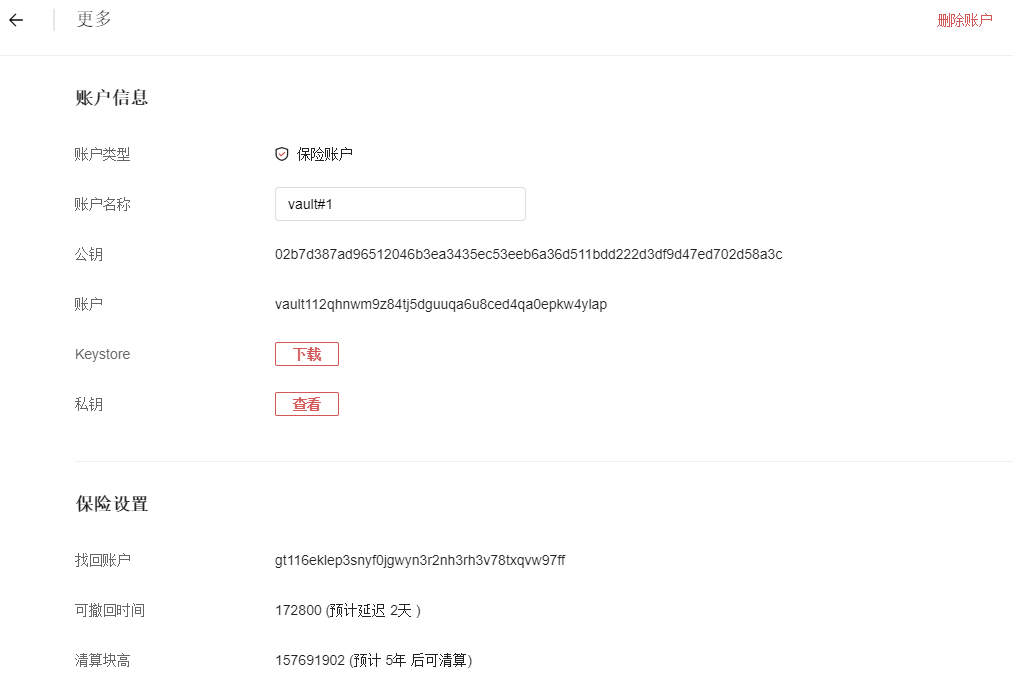 更多
删除账户
账户信息
账户类型 保险账户
账户名称 vault#1
公钥 02b7d387ad96512046b3ea3435ec53eeb6a36d511bdd222d3df9d47ed702d58a3c
账户 vault112qhnwm9z84tj5dguuqa6u8ced4qa0epkw4ylap
Keystore 下载
私钥 查看
保险设置
找回账户 gt116eklep3snyf0jgwyn3r2nh3rh3v78txqvw97ff
可撤回时间 172800 (预计延迟 2天 )
清算块高 157691902 (预计 5年 后可清算)